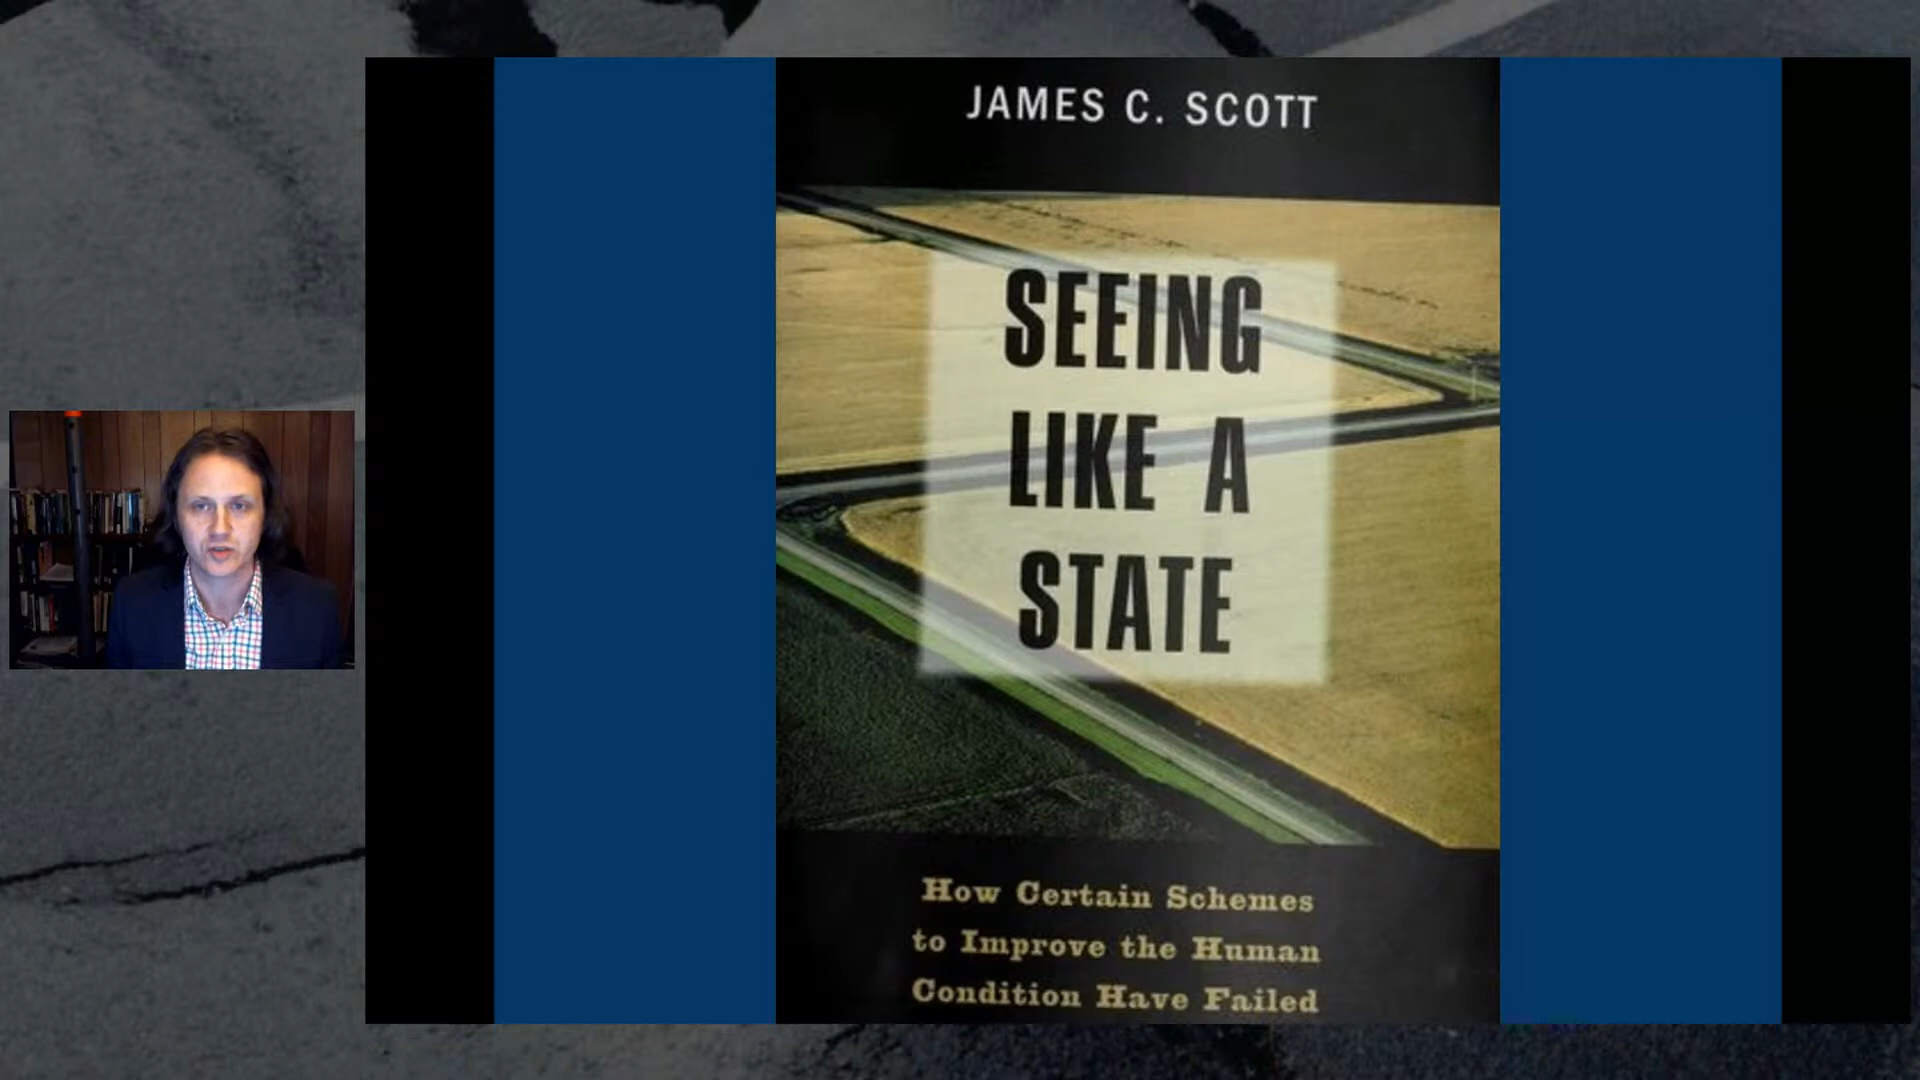 JAMES C. SCOTT
SEEING
LIKE A
STATE
How Certain Schemes
to Improve the Human
Condition Have Failed